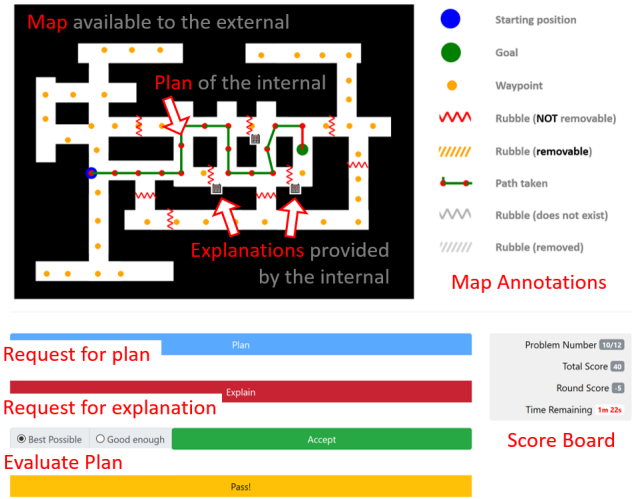 Map available to the external
Plan of the internal
Explanations provided
by the internal
Starting position
Goal
Waypoint
Rubble (NOT removable)
Rubble (removable)
Path taken
Rubble (does not exist)
Rubble (removed)
Map Annotations
Plan
Request for plan
Explain
Request for explanation
Best Possible
Good enough
Accept
Evaluate Plan
Pass!
Problem Number 10/12
Total Score 40
Round Score -5
Time Remaining 1m 22s
Score Board